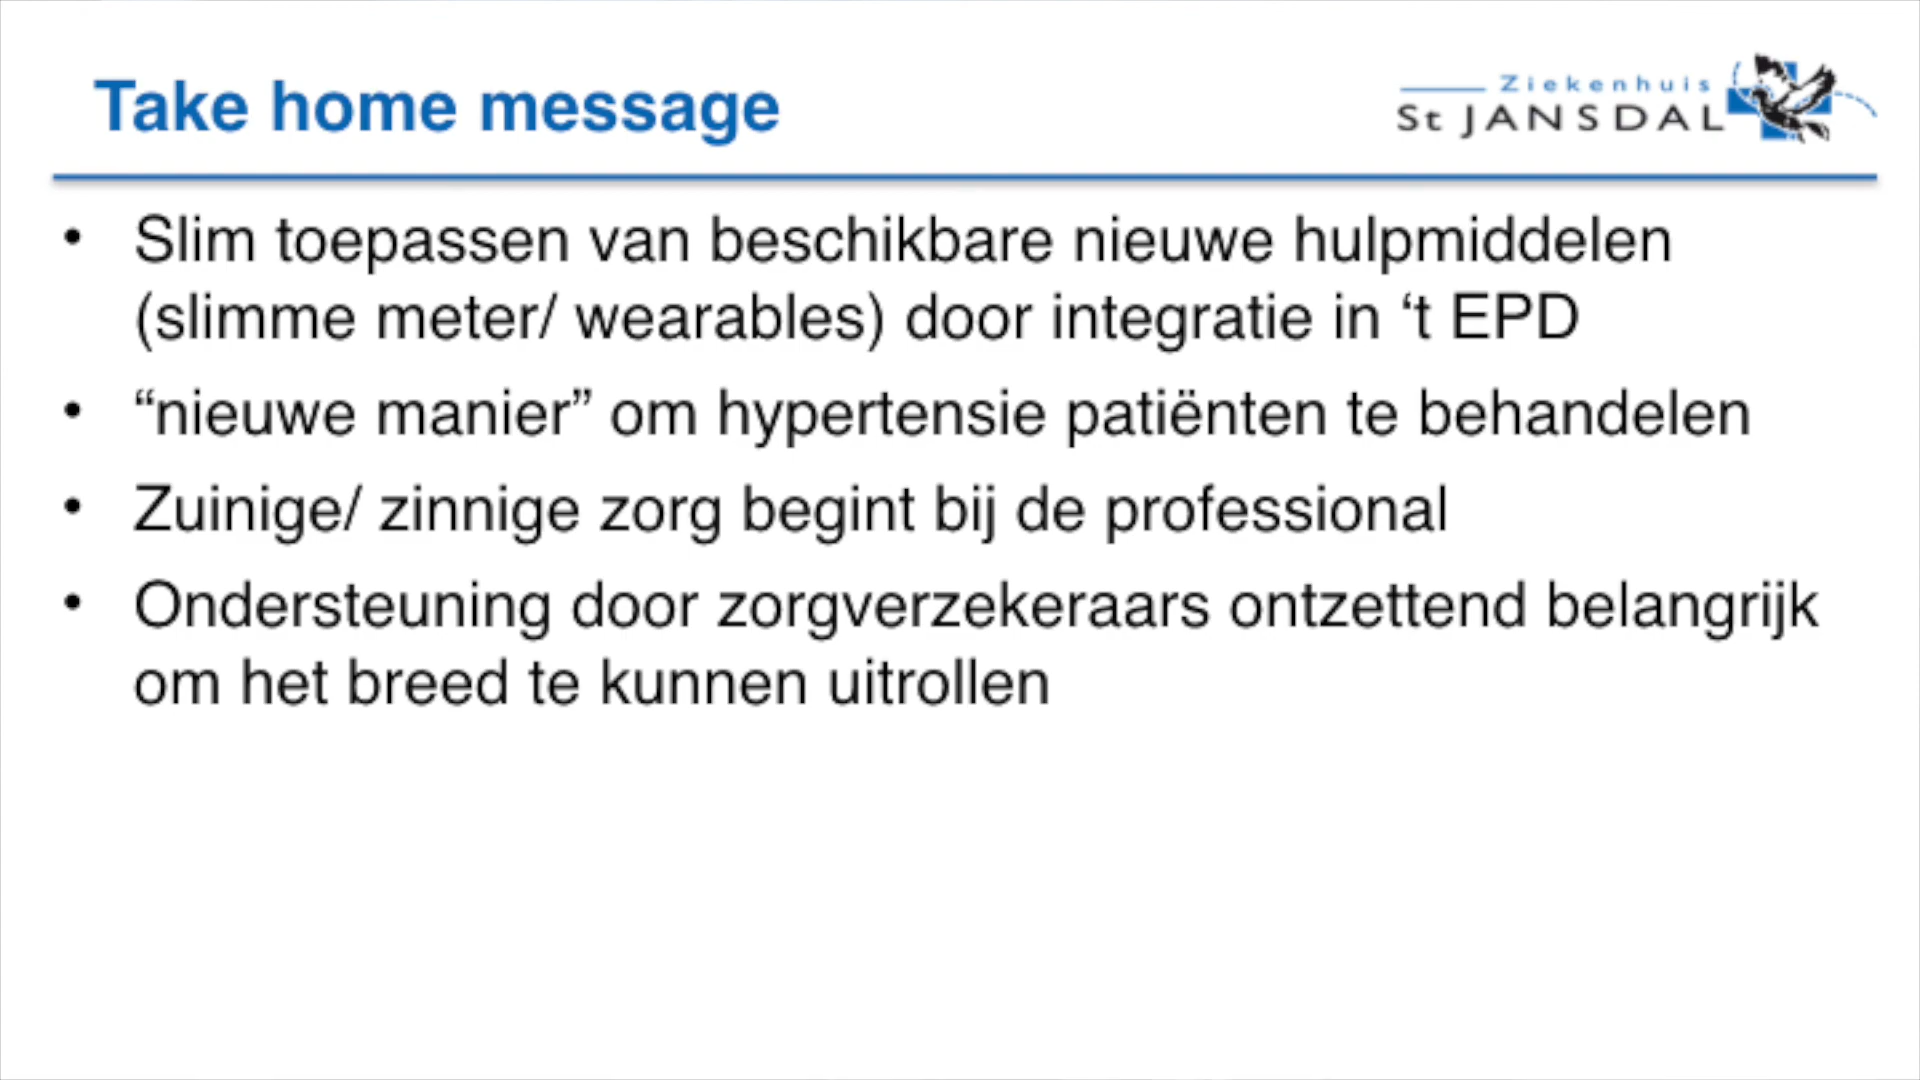 Take home message
Ziekenhuis
St JANSDAL
• Slim toepassen van beschikbare nieuwe hulpmiddelen
(slimme meter/ wearables) door integratie in ‘t EPD
• “nieuwe manier” om hypertensie patiënten te behandelen
• Zuinige/ zinnige zorg begint bij de professional
• Ondersteuning door zorgverzekeraars ontzettend belangrijk
om het breed te kunnen uitrollen